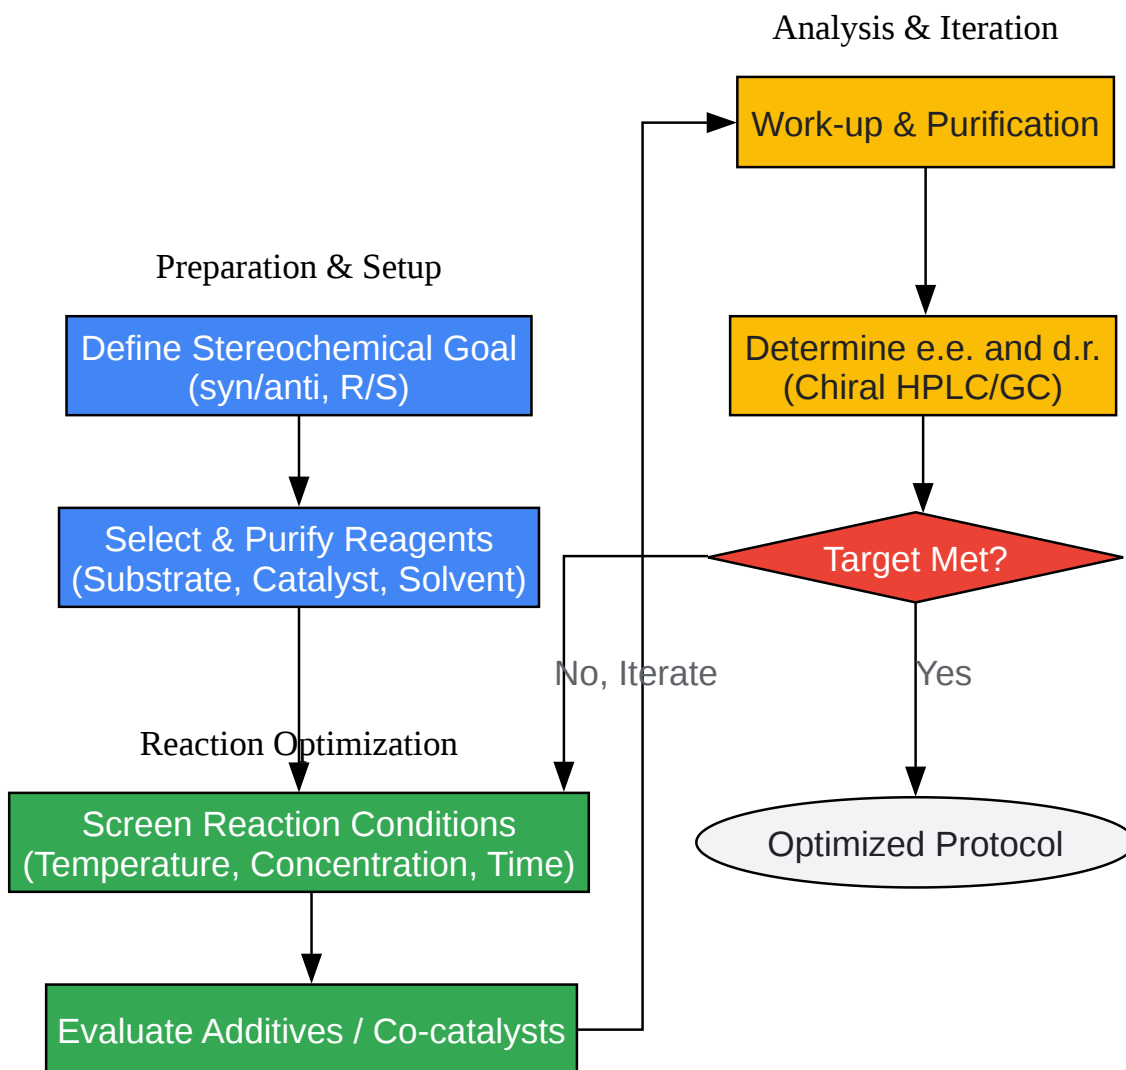 Preparation & Setup
Define Stereochemical Goal
(syn/anti, R/S)
Select & Purify Reagents
(Substrate, Catalyst, Solvent)
Reaction Optimization
Screen Reaction Conditions
(Temperature, Concentration, Time)
Evaluate Additives / Co-catalysts
Analysis & Iteration
Work-up & Purification
Determine e.e. and d.r.
(Chiral HPLC/GC)
Target Met?
No, Iterate
Yes
Optimized Protocol